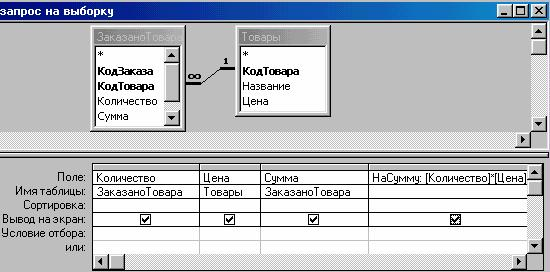 запрос на выборку
ЗаказаноТовара
*
КодЗаказа
КодТовара
Количество
Сумма
∞ 1
Товары
*
КодТовара
Название
Цена
Поле: Количество Цена Сумма НаСумму: [Количество]*[Цена]
Имя таблицы: ЗаказаноТовара Товары ЗаказаноТовара
Сортировка:
Вывод на экран:
Условие отбора:
или: